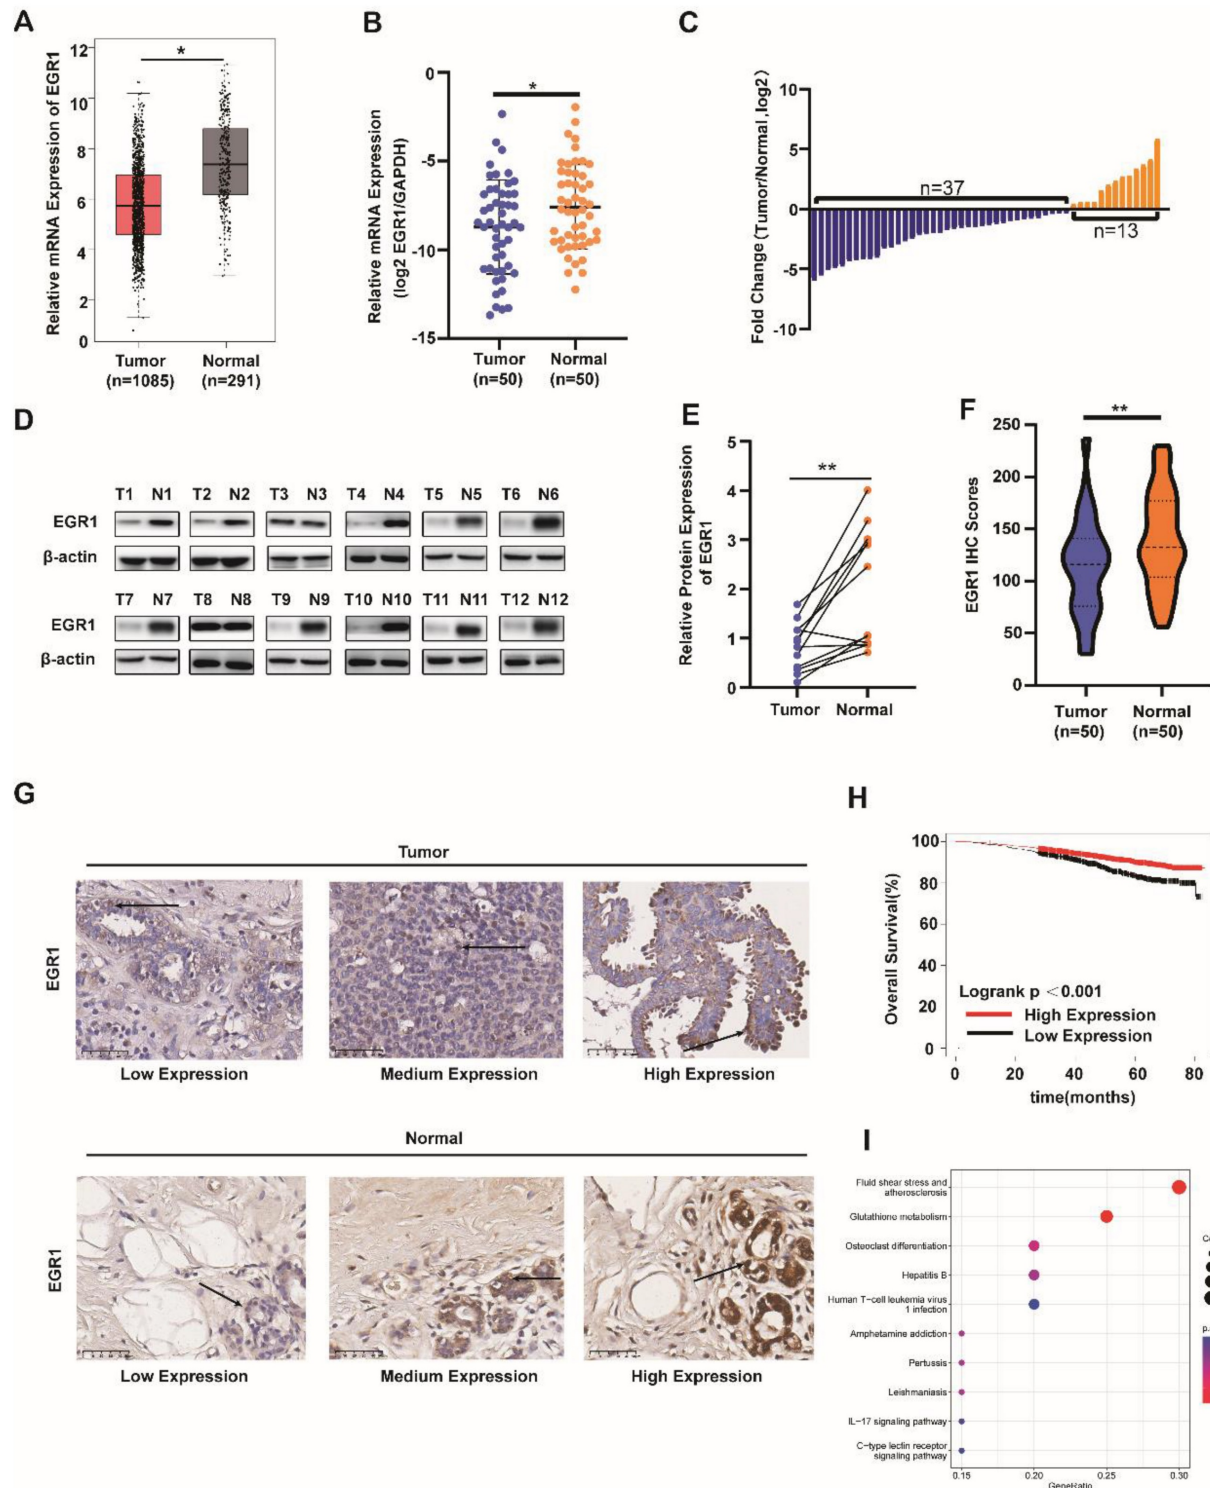 A
Relative mRNA Expression of EGR1
12
10
8
6
4
2
0
*
Tumor
(n=1085)
Normal
(n=291)
B
Relative mRNA Expression
(log2 EGR1/GAPDH)
0
-5
-10
-15
*
Tumor
(n=50)
Normal
(n=50)
C
Fold Change (Tumor/Normal,log2)
10
5
0
-5
-10
n=37
n=13
D
T1 N1 T2 N2 T3 N3 T4 N4 T5 N5 T6 N6
EGR1
β-actin
T7 N7 T8 N8 T9 N9 T10 N10 T11 N11 T12 N12
EGR1
β-actin
E
Relative Protein Expression
of EGR1
5
4
3
2
1
0
**
Tumor
Normal
F
EGR1 IHC Scores
250
200
150
100
50
0
**
Tumor
(n=50)
Normal
(n=50)
G
Tumor
EGR1
Low Expression
Medium Expression
High Expression
Normal
EGR1
Low Expression
Medium Expression
High Expression
H
Overall Survival(%)
100
80
60
40
20
0
Logrank p <0.001
High Expression
Low Expression
0 20 40 60 80
time(months)
I
Fluid shear stress and
atherosclerosis
Glutathiono metabolism
Osteoclast differentiation
Hepatitis B
Human T-cell leukemia virus
1 infection
Amphetamine addiction
Pertussis
Leishmaniasis
IL-17 signaling pathway
C-type lectin receptor
signaling pathway
0.15 0.20 0.25 0.30
GeneRatio